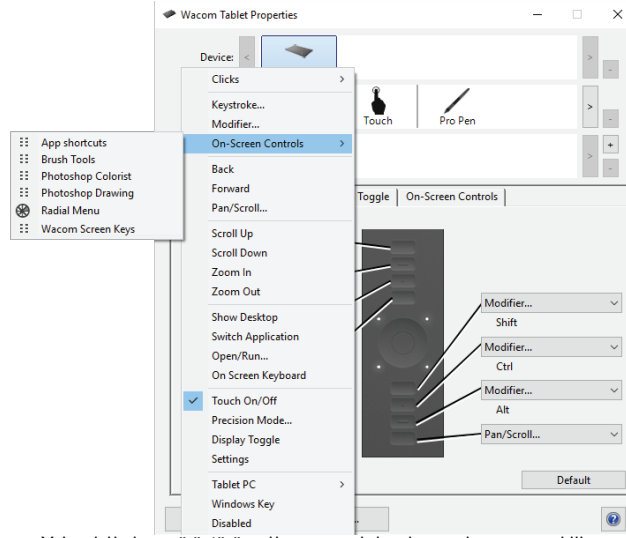 Wacom Tablet Properties
Device:
Clicks
Keystroke...
Modifier...
On-Screen Controls
Back
Forward
Pan/Scroll...
Scroll Up
Scroll Down
Zoom In
Zoom Out
Show Desktop
Switch Application
Open/Run...
On Screen Keyboard
Touch On/Off
Precision Mode...
Display Toggle
Settings
Tablet PC
Windows Key
Disabled
App shortcuts
Brush Tools
Photoshop Colorist
Photoshop Drawing
Radial Menu
Wacom Screen Keys
Touch
Pro Pen
Toggle
On-Screen Controls
Modifier...
Shift
Modifier...
Ctrl
Modifier...
Alt
Pan/Scroll...
Default